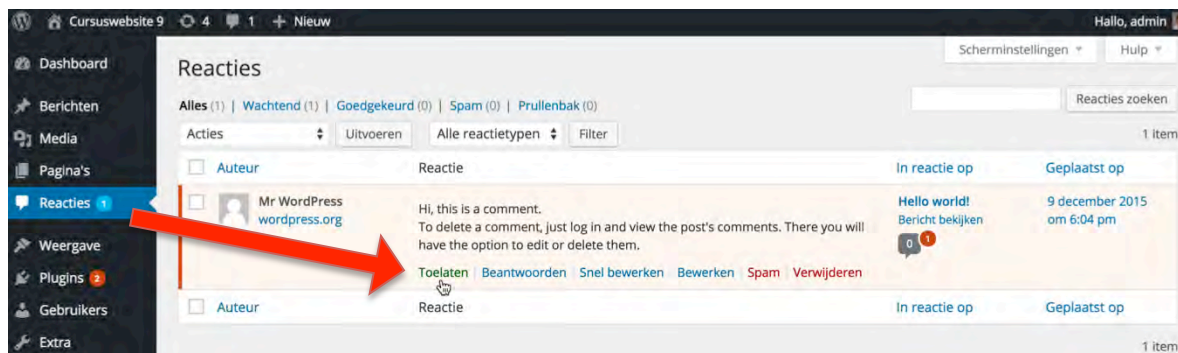 Cursuswebsite 9 4 1 + Nieuw Hallo, admin
Scherminstellingen Hulp
Dashboard
Berichten
Media
Pagina's
Reacties 1
Weergave
Plugins 2
Gebruikers
Extra
Reacties
Alles (1) | Wachtend (1) | Goedgekeurd (0) | Spam (0) | Prullenbak (0)
Reacties zoeken
Acties Uitvoeren Alle reactietypen Filter 1 item
Auteur Reactie In reactie op Geplaatst op
Mr WordPress
wordpress.org
Hi, this is a comment.
To delete a comment, just log in and view the post's comments. There you will
have the option to edit or delete them.
Toelaten | Beantwoorden | Snel bewerken | Bewerken | Spam | Verwijderen
Hello world!
Bericht bekijken
0 1
9 december 2015
om 6:04 pm
Auteur Reactie In reactie op Geplaatst op
1 item